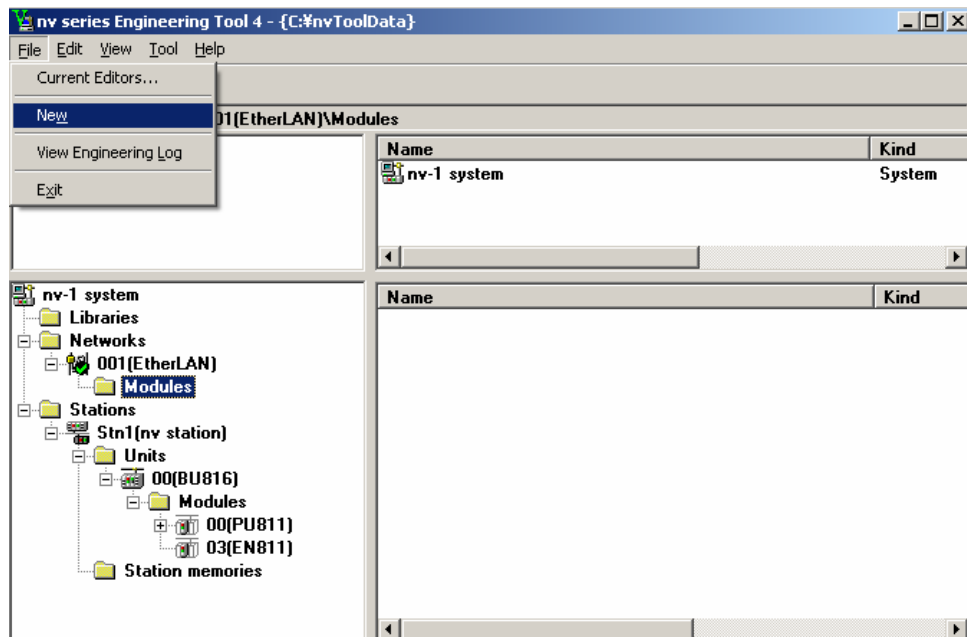 nv series Engineering Tool 4 - {C:¥nvToolData}
File Edit View Tool Help
Current Editors...
New
01(EtherLAN)\Modules
View Engineering Log
Exit
Name Kind
nv-1 system System
nv-1 system
Libraries
Networks
001(EtherLAN)
Modules
Stations
Stn1(nv station)
Units
00(BU816)
Modules
00(PU811)
03(EN811)
Station memories
Name Kind